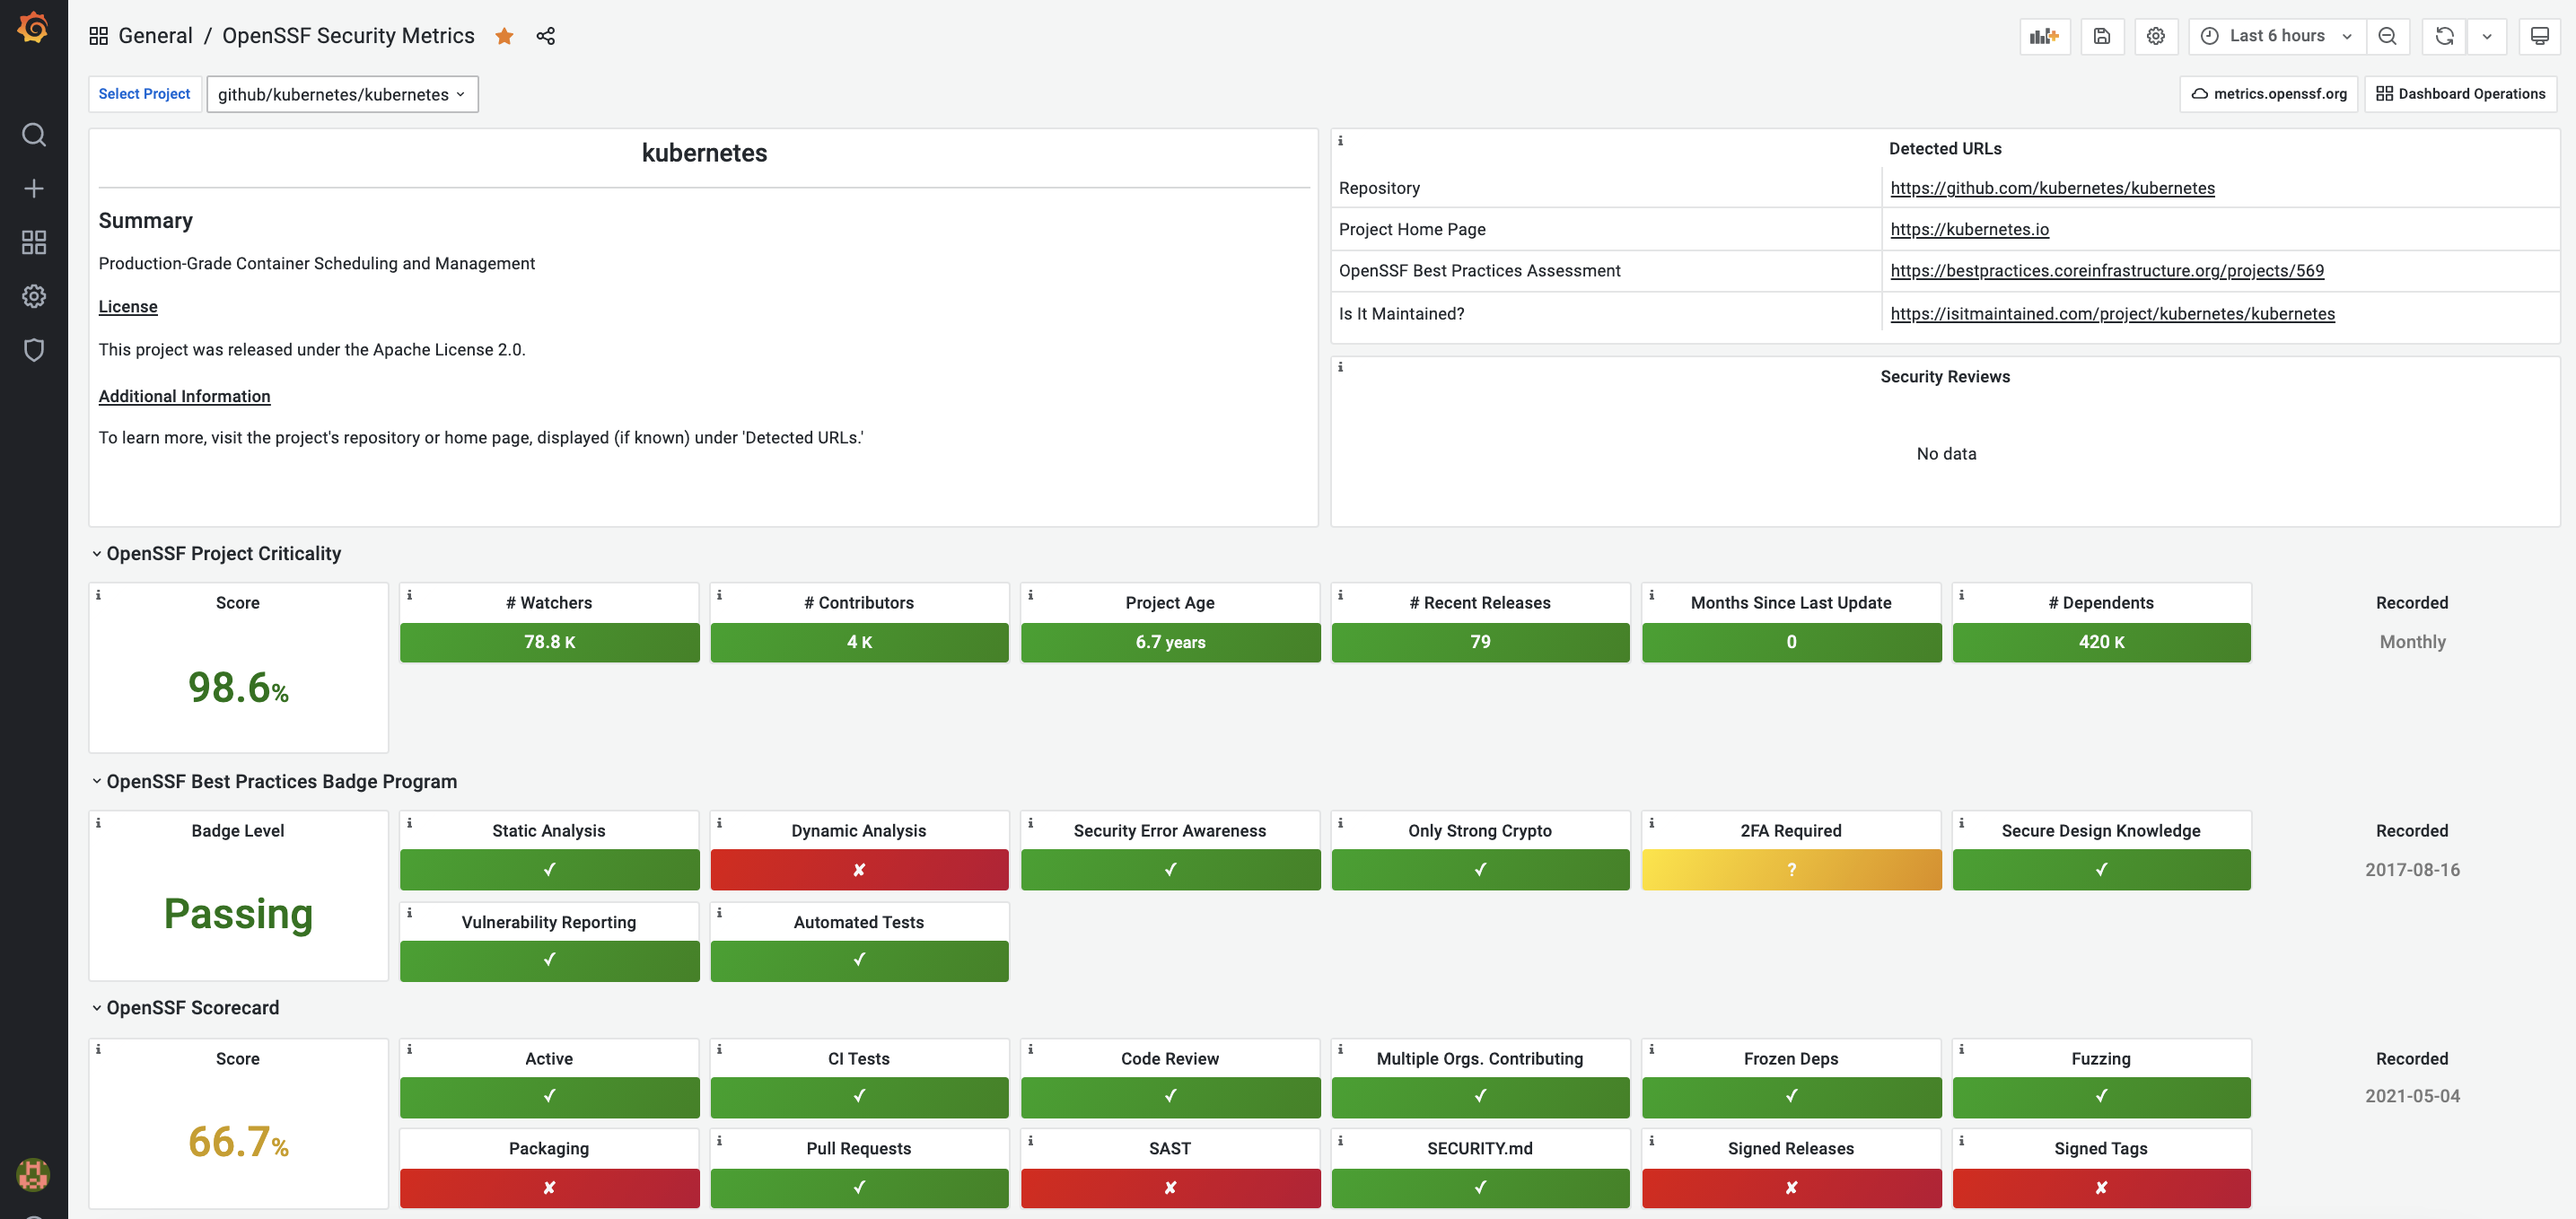 General / OpenSSF Security Metrics
Last 6 hours
Select Project
github/kubernetes/kubernetes
metrics.openssf.org
Dashboard Operations
kubernetes
Summary
Production-Grade Container Scheduling and Management
License
This project was released under the Apache License 2.0.
Additional Information
To learn more, visit the project's repository or home page, displayed (if known) under 'Detected URLs.'
Detected URLs
Repository https://github.com/kubernetes/kubernetes
Project Home Page https://kubernetes.io
OpenSSF Best Practices Assessment https://bestpractices.coreinfrastructure.org/projects/569
Is It Maintained? https://isitmaintained.com/project/kubernetes/kubernetes
Security Reviews
No data
OpenSSF Project Criticality
Score # Watchers # Contributors Project Age # Recent Releases Months Since Last Update # Dependents Recorded
78.8 K 4 K 6.7 years 79 0 420 K Monthly
98.6%
OpenSSF Best Practices Badge Program
Badge Level Static Analysis Dynamic Analysis Security Error Awareness Only Strong Crypto 2FA Required Secure Design Knowledge Recorded
✓ ✘ ✓ ✓ ? ✓ 2017-08-16
Passing
Vulnerability Reporting Automated Tests
✓ ✓
OpenSSF Scorecard
Score Active CI Tests Code Review Multiple Orgs. Contributing Frozen Deps Fuzzing Recorded
✓ ✓ ✓ ✓ ✓ ✓ 2021-05-04
66.7%
Packaging Pull Requests SAST SECURITY.md Signed Releases Signed Tags
✘ ✓ ✘ ✓ ✘ ✘